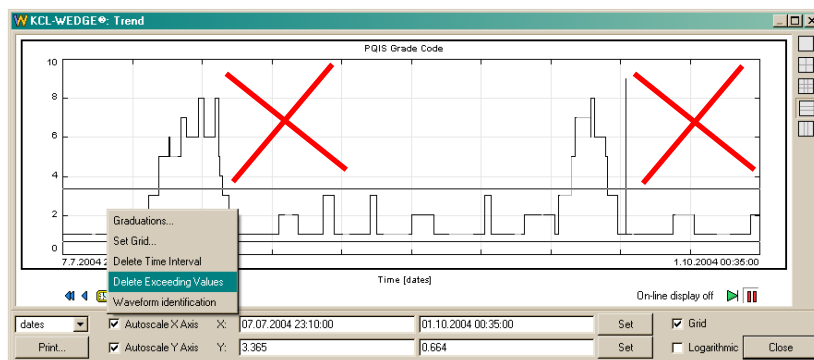 KCL-WEDGE®: Trend
PQIS Grade Code
10
8
6
4
2
0
7.7.2004 2
1.10.2004 00:35:00
Time [dates]
Graduations...
Set Grid...
Delete Time Interval
Delete Exceeding Values
Waveform identification
On-line display off
dates Autoscale X Axis X: 07.07.2004 23:10:00 01.10.2004 00:35:00 Set Grid
Print... Autoscale Y Axis Y: 3.365 0.664 Set Logarithmic Close